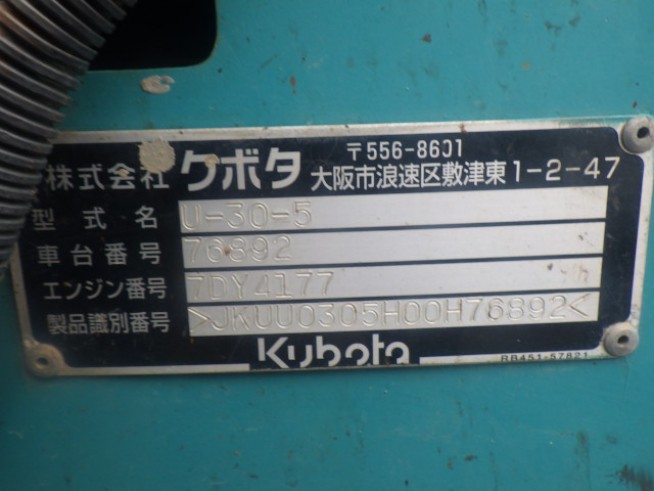 〒556-8601
株式会社 クボタ 大阪市浪速区敷津東1-2-47
型式名 U-30-5
車台番号 76892
エンジン番号 7DY4177
製品識別番号 >JKUU0305H00H76892<
Kubota
RB451-57821